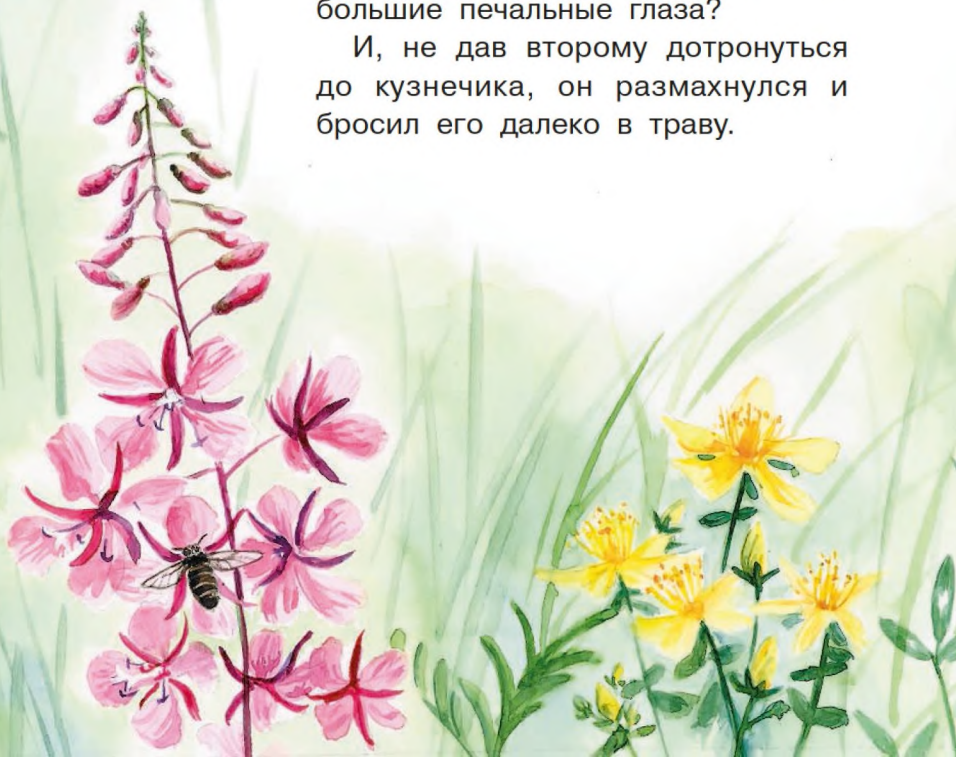 большие печальные глаза?
И, не дав второму дотронуться
до кузнечика, он размахнулся и
бросил его далеко в траву.